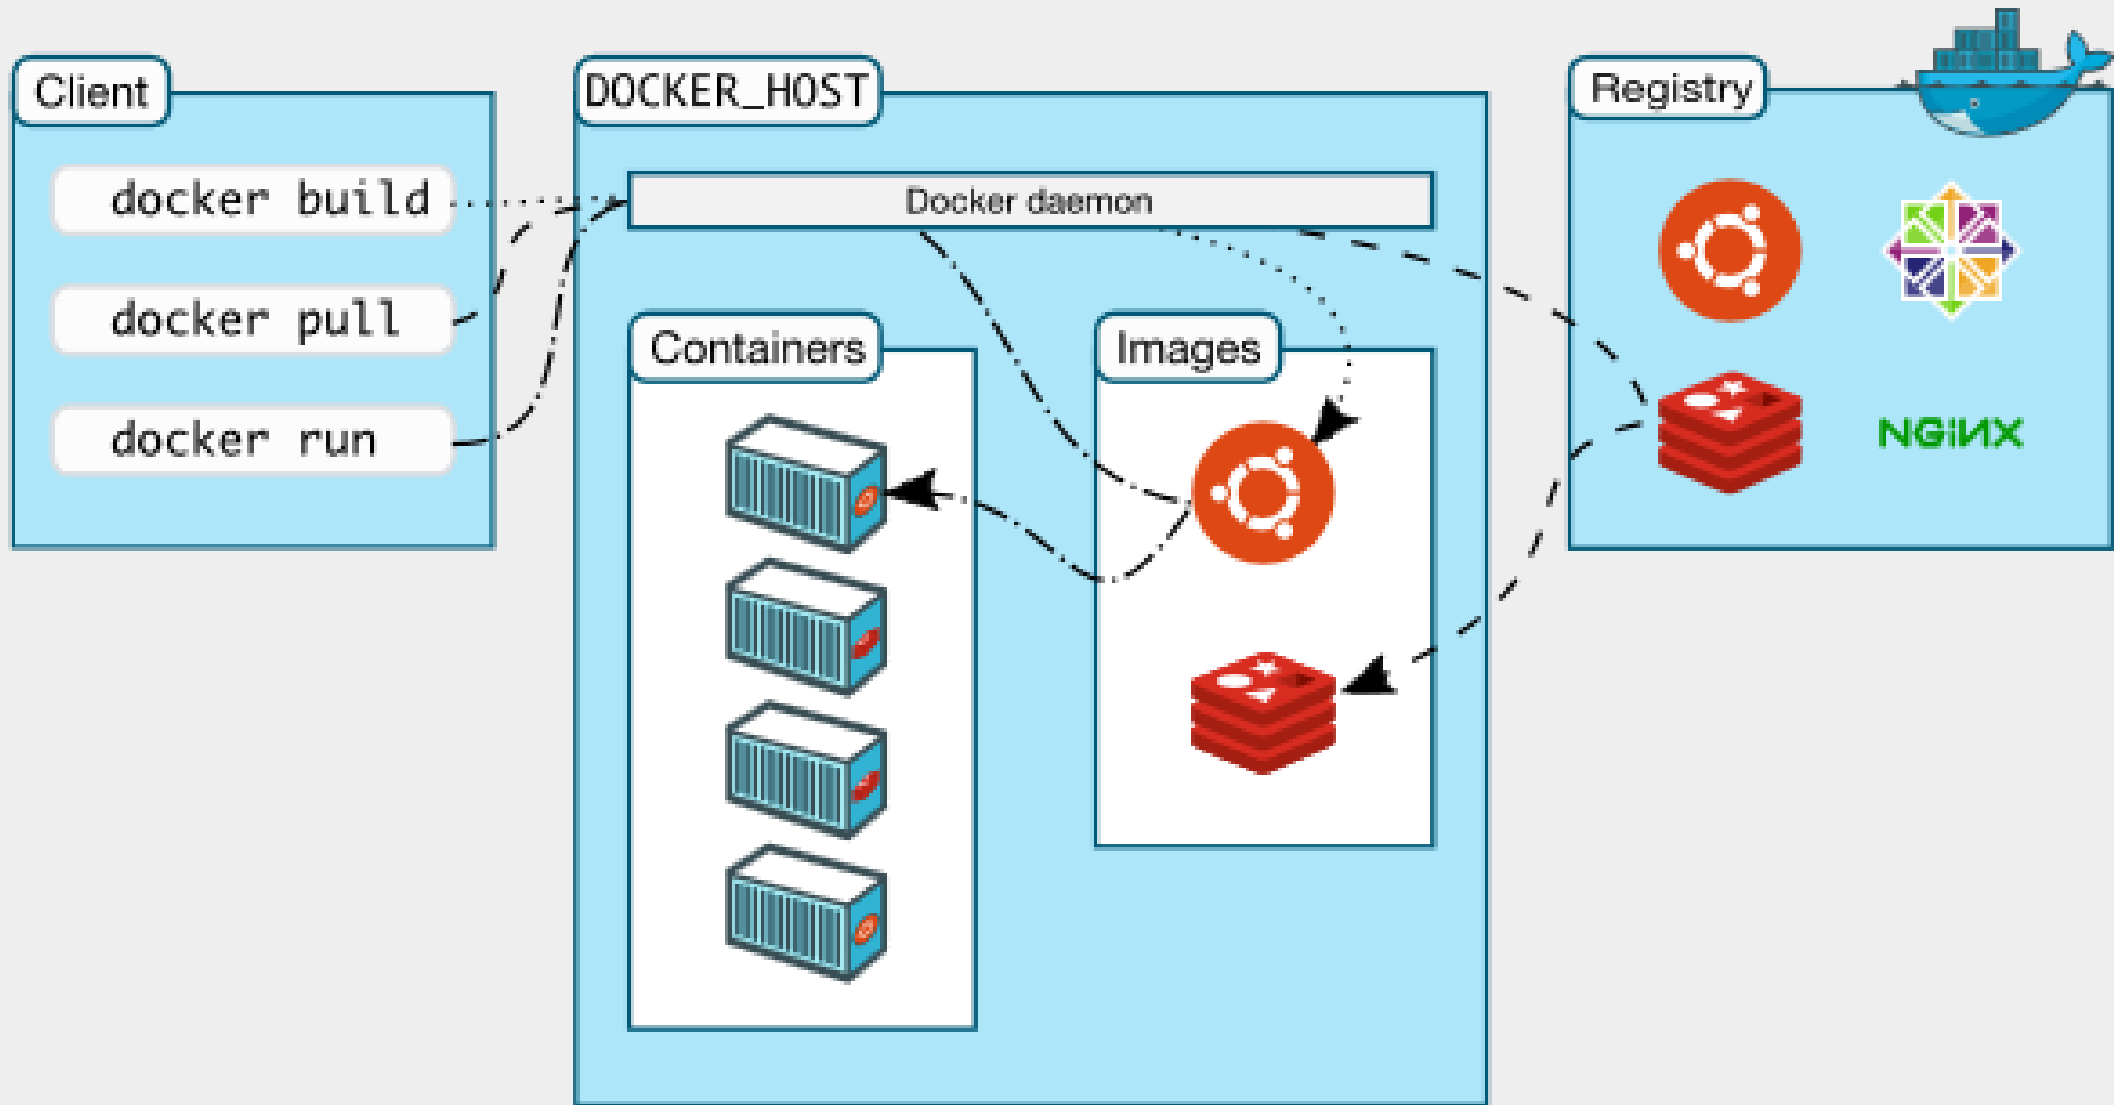 Client
docker build
docker pull
docker run
DOCKER_HOST
Docker daemon
Containers
Images
Registry
NGiNX